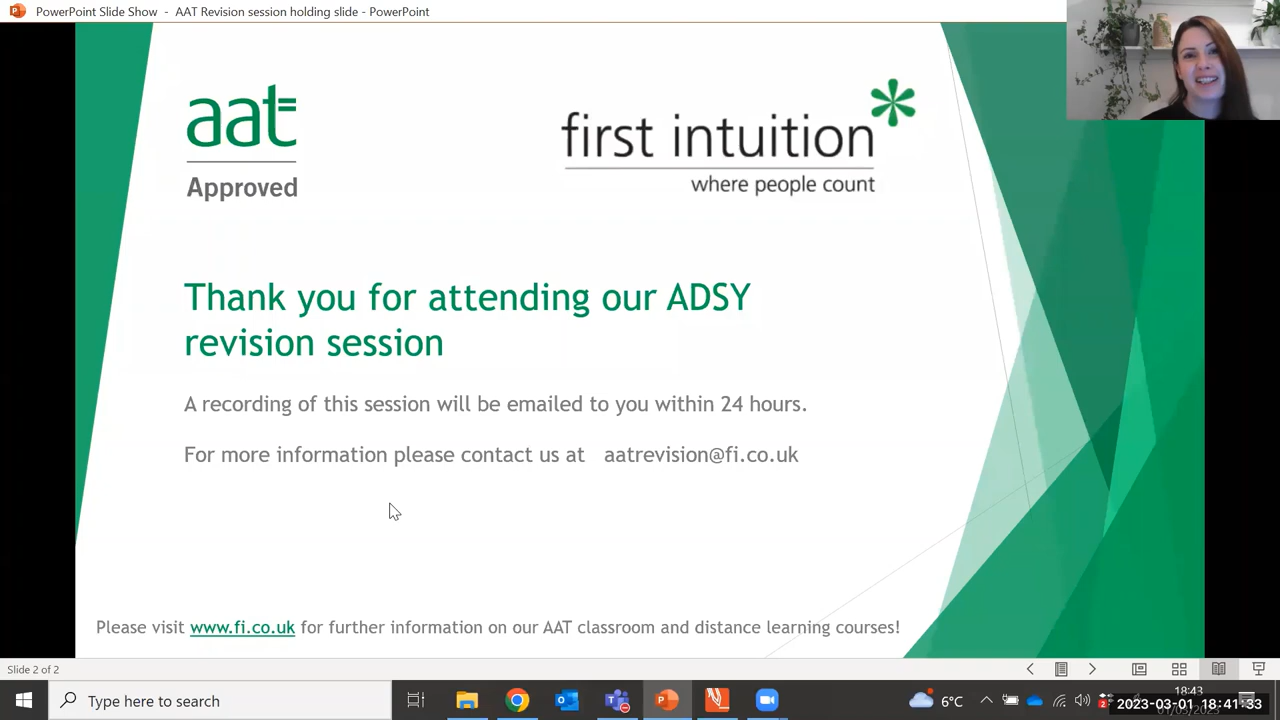 PowerPoint Slide Show - AAT Revision session holding slide - PowerPoint
aat
Approved
first intuition
where people count
Thank you for attending our ADSY
revision session
A recording of this session will be emailed to you within 24 hours.
For more information please contact us at aatrevision@fi.co.uk
Please visit www.fi.co.uk for further information on our AAT classroom and distance learning courses!
Slide 2 of 2
Type here to search
6°C
18:43
2023-03-01 18:41:33